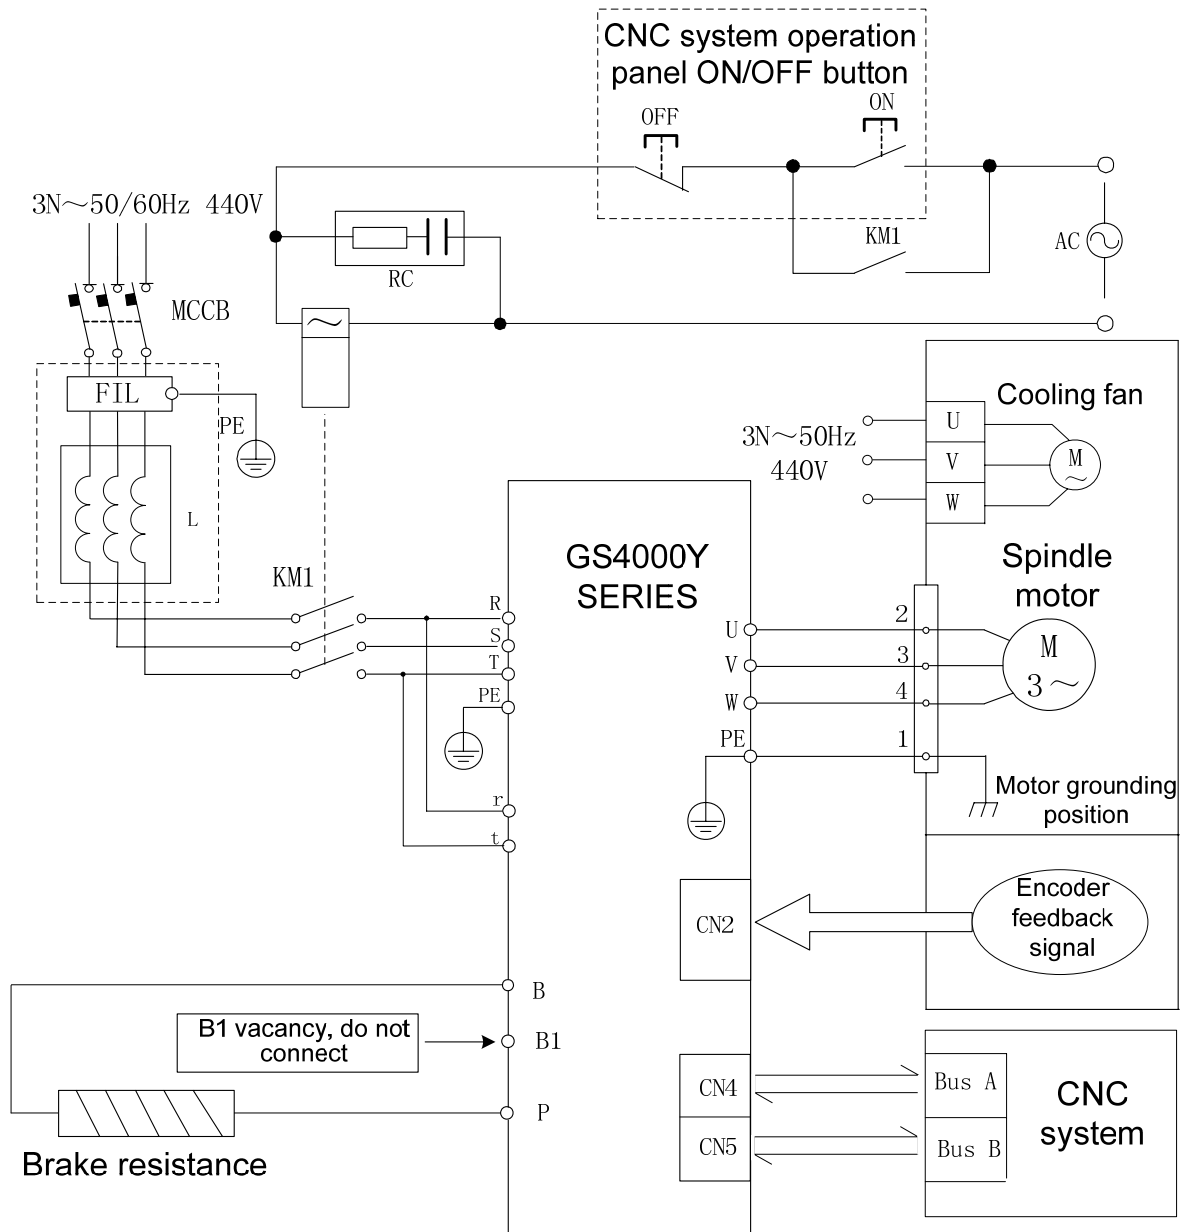 CNC system operation
panel ON/OFF button
OFF
ON
3N～50/60Hz 440V
KM1
AC
RC
MCCB
FIL
PE
L
Cooling fan
3N～50Hz
440V
U
V
W
M
～
GS4000Y
SERIES
Spindle
motor
KM1
R
S
T
PE
r
t
U
V
W
PE
2
3
4
1
M
3～
Motor grounding
position
CN2
Encoder
feedback
signal
B
B1 vacancy, do not
connect
B1
P
Brake resistance
CN4
CN5
Bus A
Bus B
CNC
system